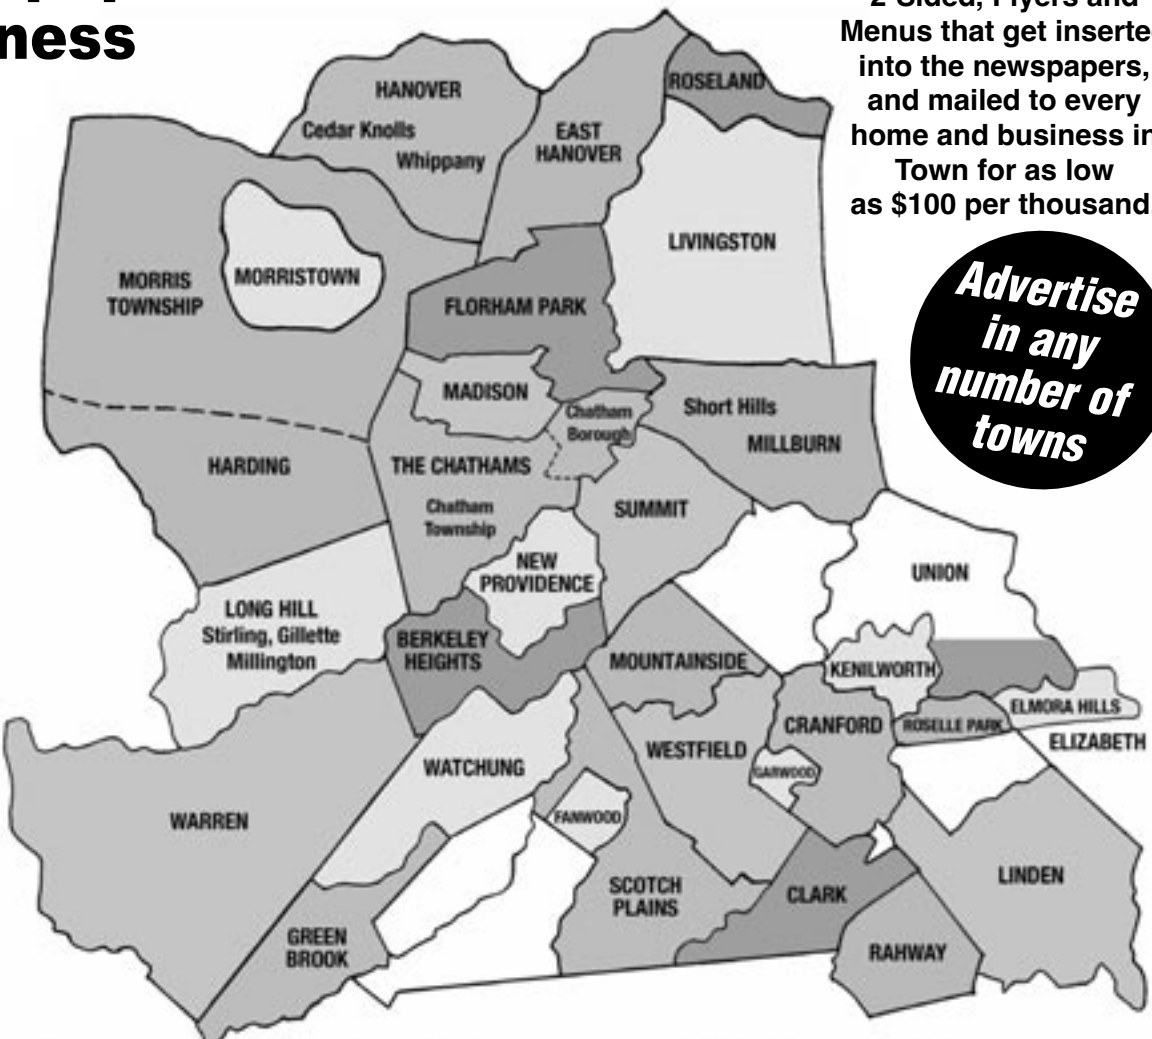 ness
2-Sided, Flyers and
Menus that get inserte
into the newspapers,
and mailed to every
home and business in
Town for as low
as $100 per thousand.
Advertise
in any
number of
towns
HANOVER
Cedar Knolls
Whippany
EAST
HANOVER
ROSELAND
LIVINGSTON
MORRIS
TOWNSHIP
MORRISTOWN
FLORHAM PARK
MADISON
Chatham
Borough
Short Hills
MILLBURN
HARDING
THE CHATHAMS
Chatham
Township
SUMMIT
NEW
PROVIDENCE
UNION
LONG HILL
Stirling, Gillette
Millington
BERKELEY
HEIGHTS
MOUNTAINSIDE
KENILWORTH
ELMORA HILLS
ROSELLE PARK
ELIZABETH
CRANFORD
WESTFIELD
GARWOOD
WATCHUNG
WARREN
FANWOOD
SCOTCH
PLAINS
CLARK
LINDEN
GREEN
BROOK
RAHWAY